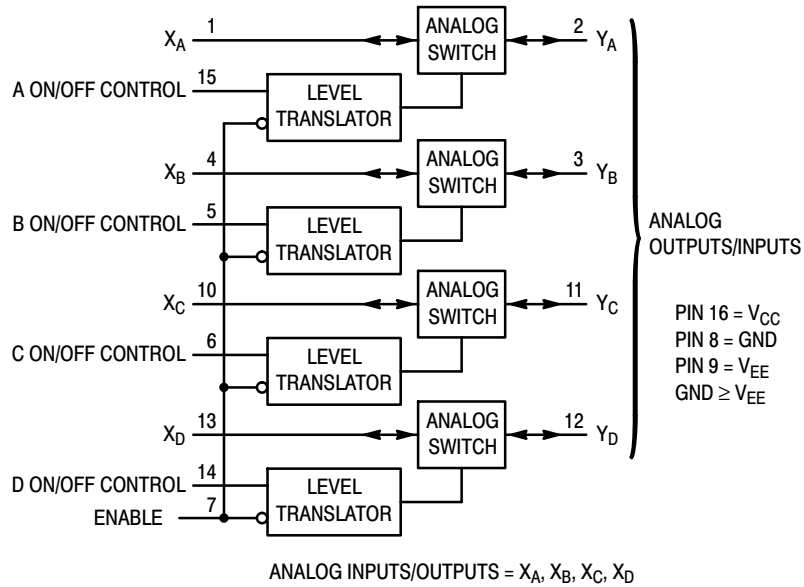 X_A 1 ANALOG SWITCH 2 Y_A
A ON/OFF CONTROL 15 LEVEL TRANSLATOR
X_B 4 ANALOG SWITCH 3 Y_B
B ON/OFF CONTROL 5 LEVEL TRANSLATOR
X_C 10 ANALOG SWITCH 11 Y_C
C ON/OFF CONTROL 6 LEVEL TRANSLATOR
X_D 13 ANALOG SWITCH 12 Y_D
D ON/OFF CONTROL 14 LEVEL TRANSLATOR
ENABLE 7
ANALOG
OUTPUTS/INPUTS
PIN 16 = V_CC
PIN 8 = GND
PIN 9 = V_EE
GND ≥ V_EE
ANALOG INPUTS/OUTPUTS = X_A, X_B, X_C, X_D